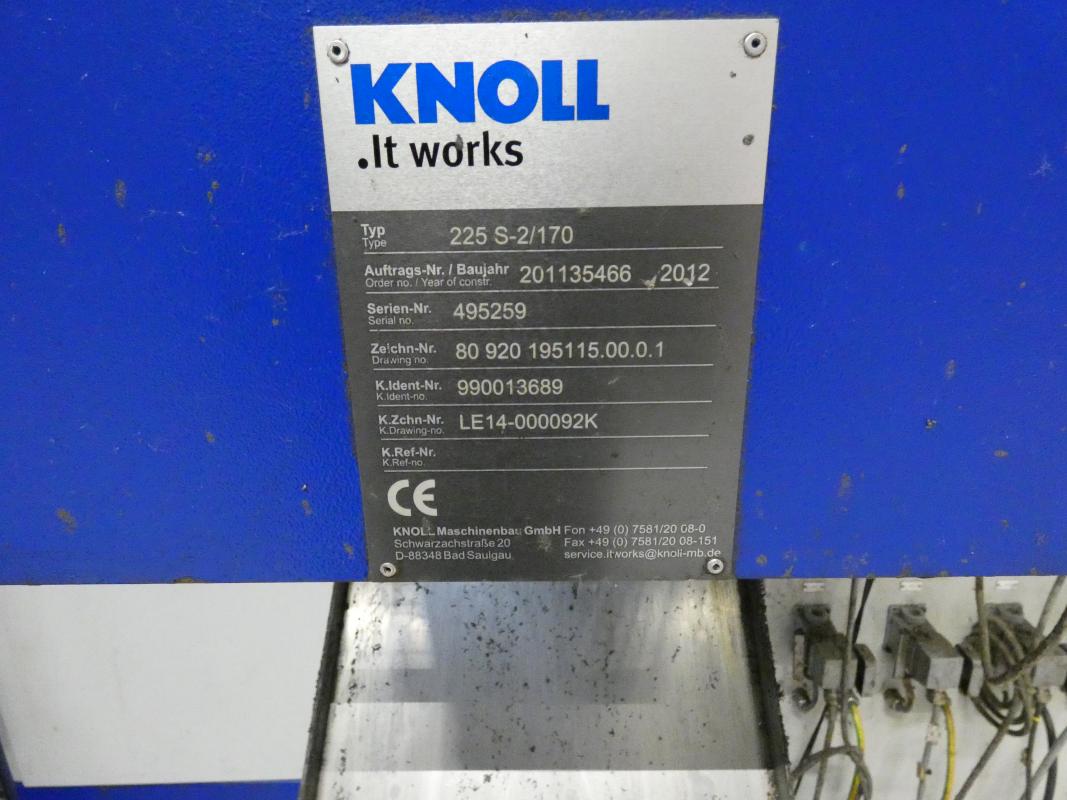 KNOLL
.It works
Typ 225 S-2/170
Type
Auftrags-Nr. / Baujahr 201135466 2012
Order no. / Year of constr.
Serien-Nr. 495259
Serial no.
Zeichn-Nr. 80 920 195115.00.0.1
Drawing no.
K.Ident-Nr. 990013689
K.Ident-no.
K.Zchn-Nr. LE14-000092K
K.Drawing-no.
K.Ref-Nr.
K.Ref-no.
CE
KNOLL Maschinenbau GmbH Fon +49 (0) 7581/20 08-0
Schwarzachstraße 20 Fax +49 (0) 7581/20 08-151
D-88348 Bad Saulgau service.itworks@knoll-mb.de